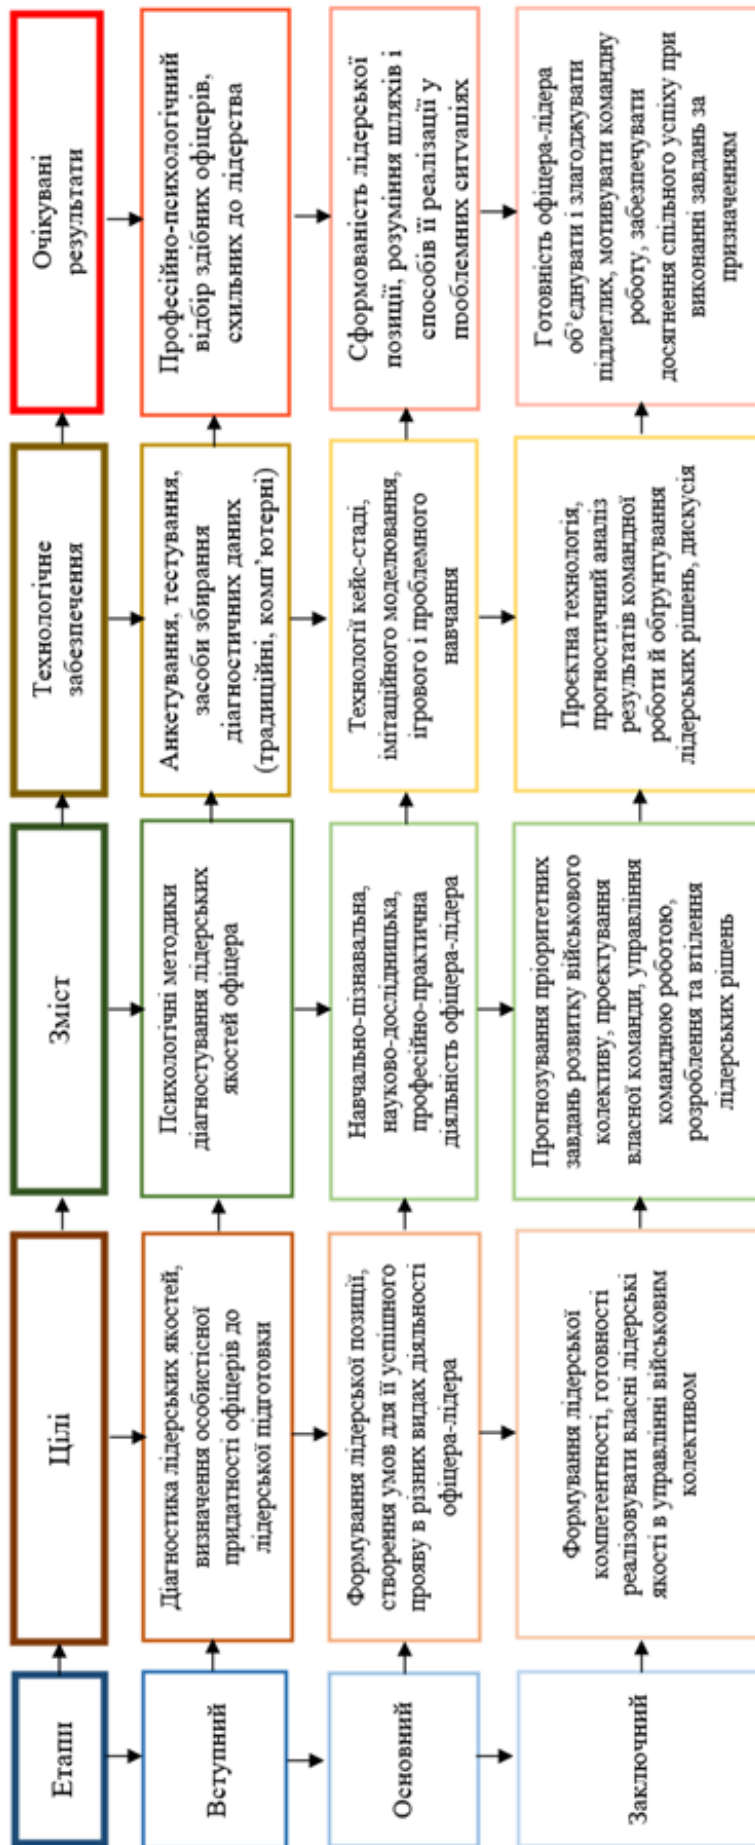 Етапи
Цілі
Зміст
Технологічне
забезпечення
Очікувані
результати
Вступний
Діагностика лідерських якостей,
визначення особистісної
придатності офіцерів до
лідерської підготовки
Психологічні методики
діагностування лідерських
якостей офіцера
Анкетування, тестування,
засоби збирання
діагностичних даних
(традиційні, комп’ютерні)
Професійно-психологічний
відбір здібних офіцерів,
схильних до лідерства
Основний
Формування лідерської позиції,
створення умов для її успішного
прояву в різних видах діяльності
офіцера-лідера
Навчально-пізнавальна,
науково-дослідницька,
професійно-практична
діяльність офіцера-лідера
Технології кейс-стаді,
імітаційного моделювання,
ігрового і проблемного
навчання
Сформованість лідерської
позиції, розуміння шляхів і
способів її реалізації у
проблемних ситуаціях
Заключний
Формування лідерської
компетентності, готовності
реалізовувати власні лідерські
якості в управлінні військовим
колективом
Прогнозування пріоритетних
завдань розвитку військового
колективу, проєктування
власної команди, управління
командною роботою,
розроблення та втілення
лідерських рішень
Проєктна технологія,
прогностичний аналіз
результатів командної
роботи й обґрунтування
лідерських рішень, дискусія
Готовність офіцера-лідера
об’єднувати і злагоджувати
підлеглих, мотивувати командну
роботу, забезпечувати
досягнення спільного успіху при
виконанні завдань за
призначенням